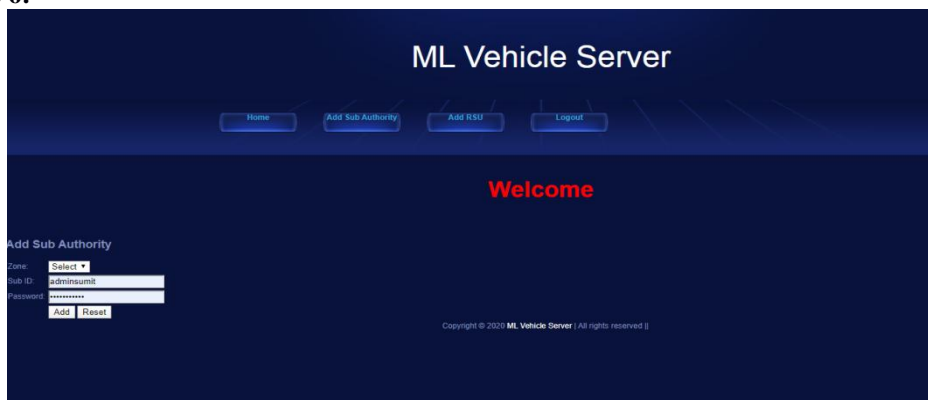 ML Vehicle Server
Home Add Sub Authority Add RSU Logout
Welcome
Add Sub Authority
Zone: Select
Sub ID: adminsumit
Password: •••••••••••
Add Reset
Copyright © 2020 ML Vehicle Server | All rights reserved ||